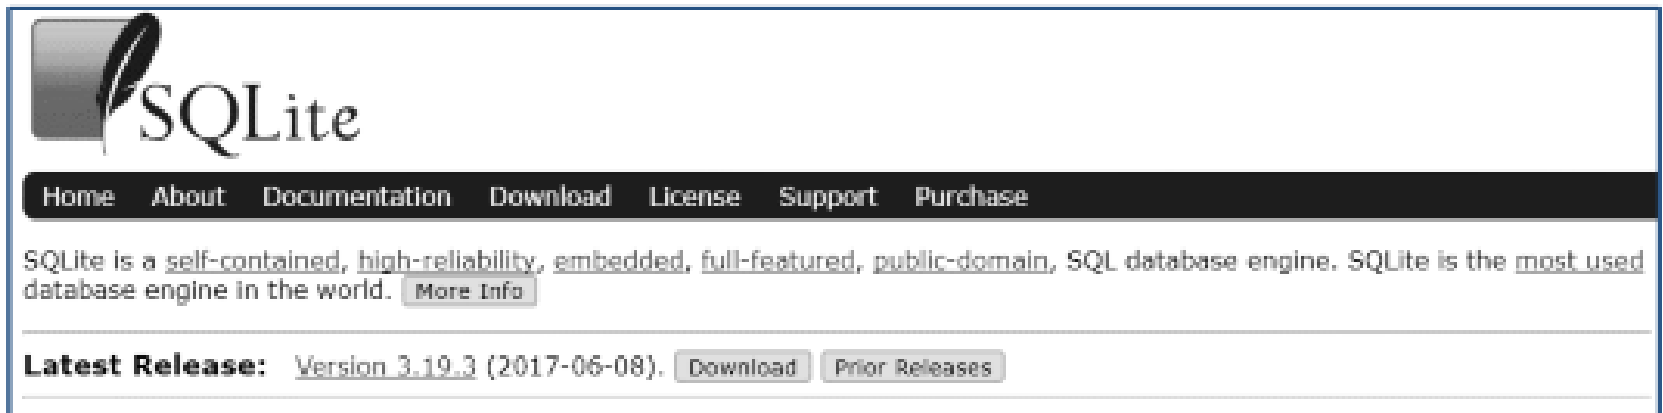 SQLite
Home About Documentation Download License Support Purchase
SQLite is a self-contained, high-reliability, embedded, full-featured, public-domain, SQL database engine. SQLite is the most used
database engine in the world. More Info
Latest Release: Version 3.19.3 (2017-06-08). Download Prior Releases